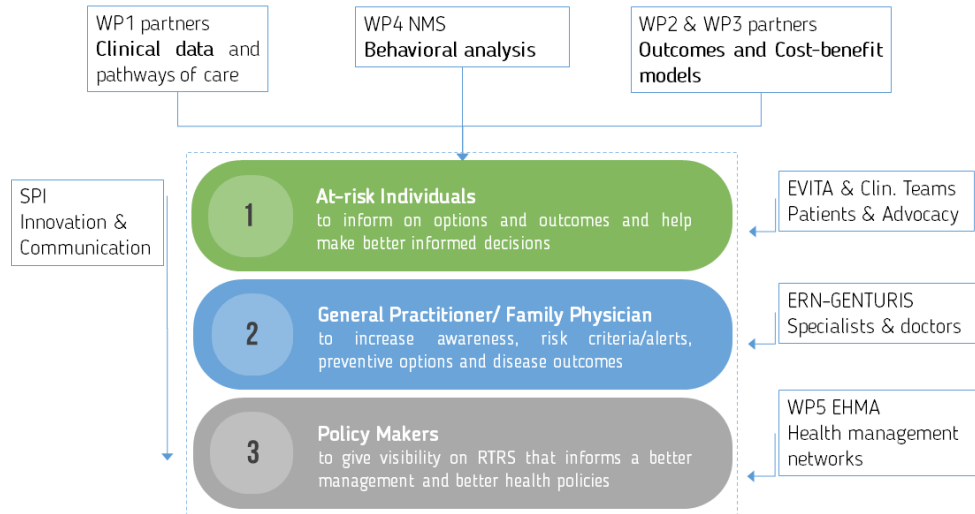 WP1 partners
Clinical data and
pathways of care
WP4 NMS
Behavioral analysis
WP2 & WP3 partners
Outcomes and Cost-benefit
models
SPI
Innovation &
Communication
1
At-risk Individuals
to inform on options and outcomes and help
make better informed decisions
EVITA & Clin. Teams
Patients & Advocacy
2
General Practitioner/ Family Physician
to increase awareness, risk criteria/alerts,
preventive options and disease outcomes
ERN-GENTURIS
Specialists & doctors
3
Policy Makers
to give visibility on RTRS that informs a better
management and better health policies
WP5 EHMA
Health management
networks